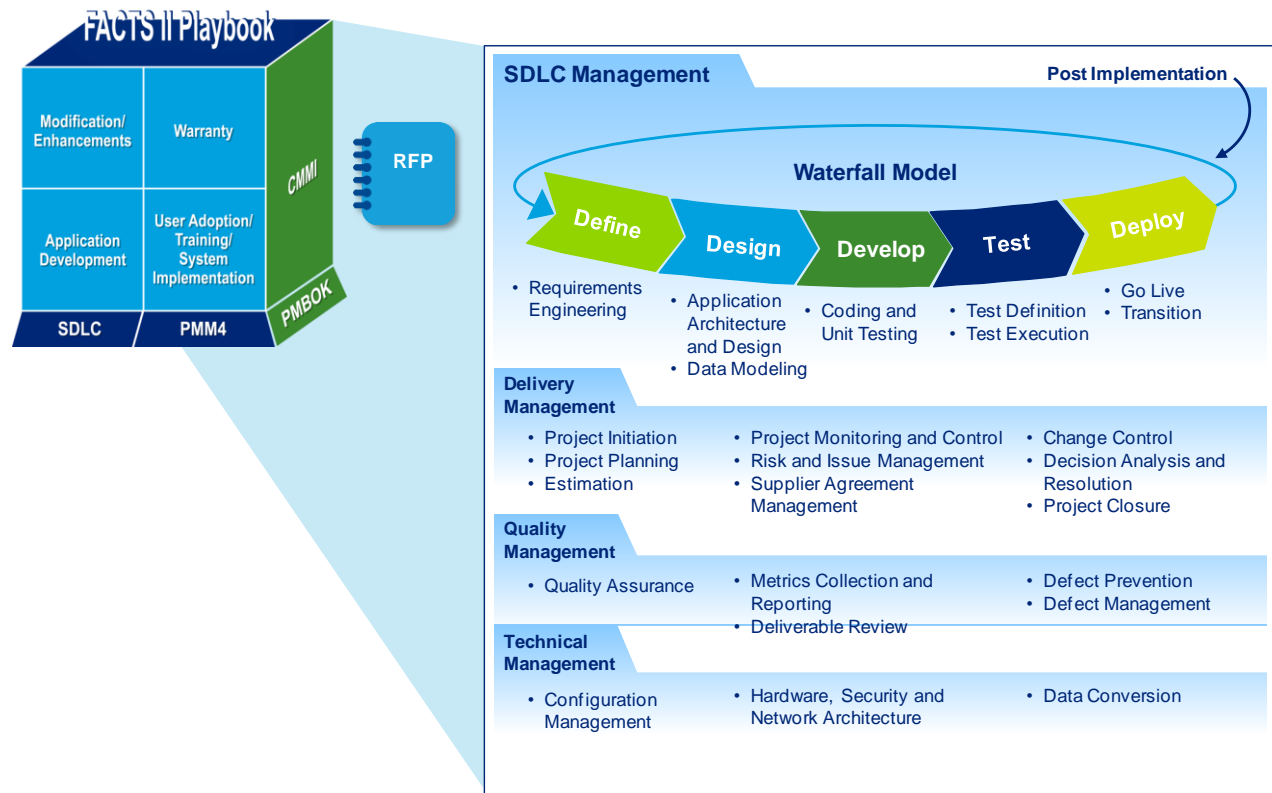 FACTS II Playbook
Modification/
Enhancements
Warranty
Application
Development
User Adoption/
Training/
System
Implementation
CMMI
SDLC
PMM4
PMBOK
RFP
SDLC Management
Post Implementation
Waterfall Model
Define
Design
Develop
Test
Deploy
• Requirements
Engineering
• Application
Architecture
and Design
• Data Modeling
• Coding and
Unit Testing
• Test Definition
• Test Execution
• Go Live
• Transition
Delivery
Management
• Project Initiation
• Project Planning
• Estimation
• Project Monitoring and Control
• Risk and Issue Management
• Supplier Agreement
Management
• Change Control
• Decision Analysis and
Resolution
• Project Closure
Quality
Management
• Quality Assurance
• Metrics Collection and
Reporting
• Deliverable Review
• Defect Prevention
• Defect Management
Technical
Management
• Configuration
Management
• Hardware, Security and
Network Architecture
• Data Conversion